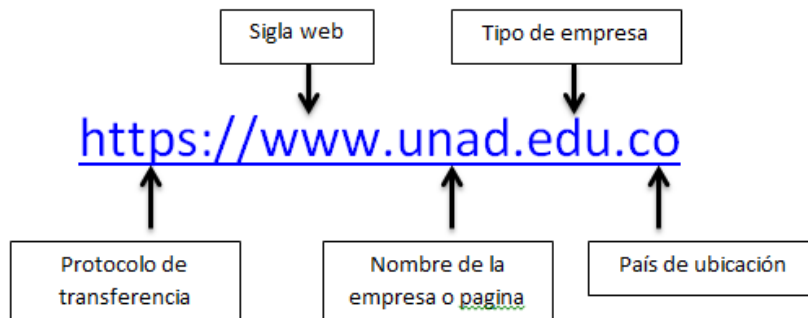 Sigla web
Tipo de empresa
https://www.unad.edu.co
Protocolo de
transferencia
Nombre de la
empresa o pagina
País de ubicación